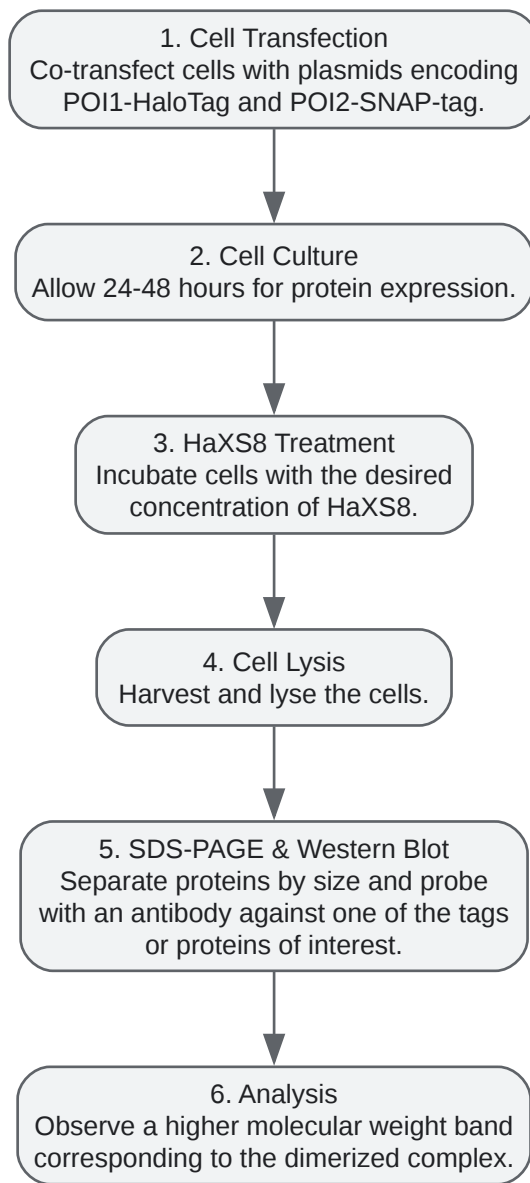 1. Cell Transfection
Co-transfect cells with plasmids encoding
POI1-HaloTag and POI2-SNAP-tag.
2. Cell Culture
Allow 24-48 hours for protein expression.
3. HaXS8 Treatment
Incubate cells with the desired
concentration of HaXS8.
4. Cell Lysis
Harvest and lyse the cells.
5. SDS-PAGE & Western Blot
Separate proteins by size and probe
with an antibody against one of the tags
or proteins of interest.
6. Analysis
Observe a higher molecular weight band
corresponding to the dimerized complex.